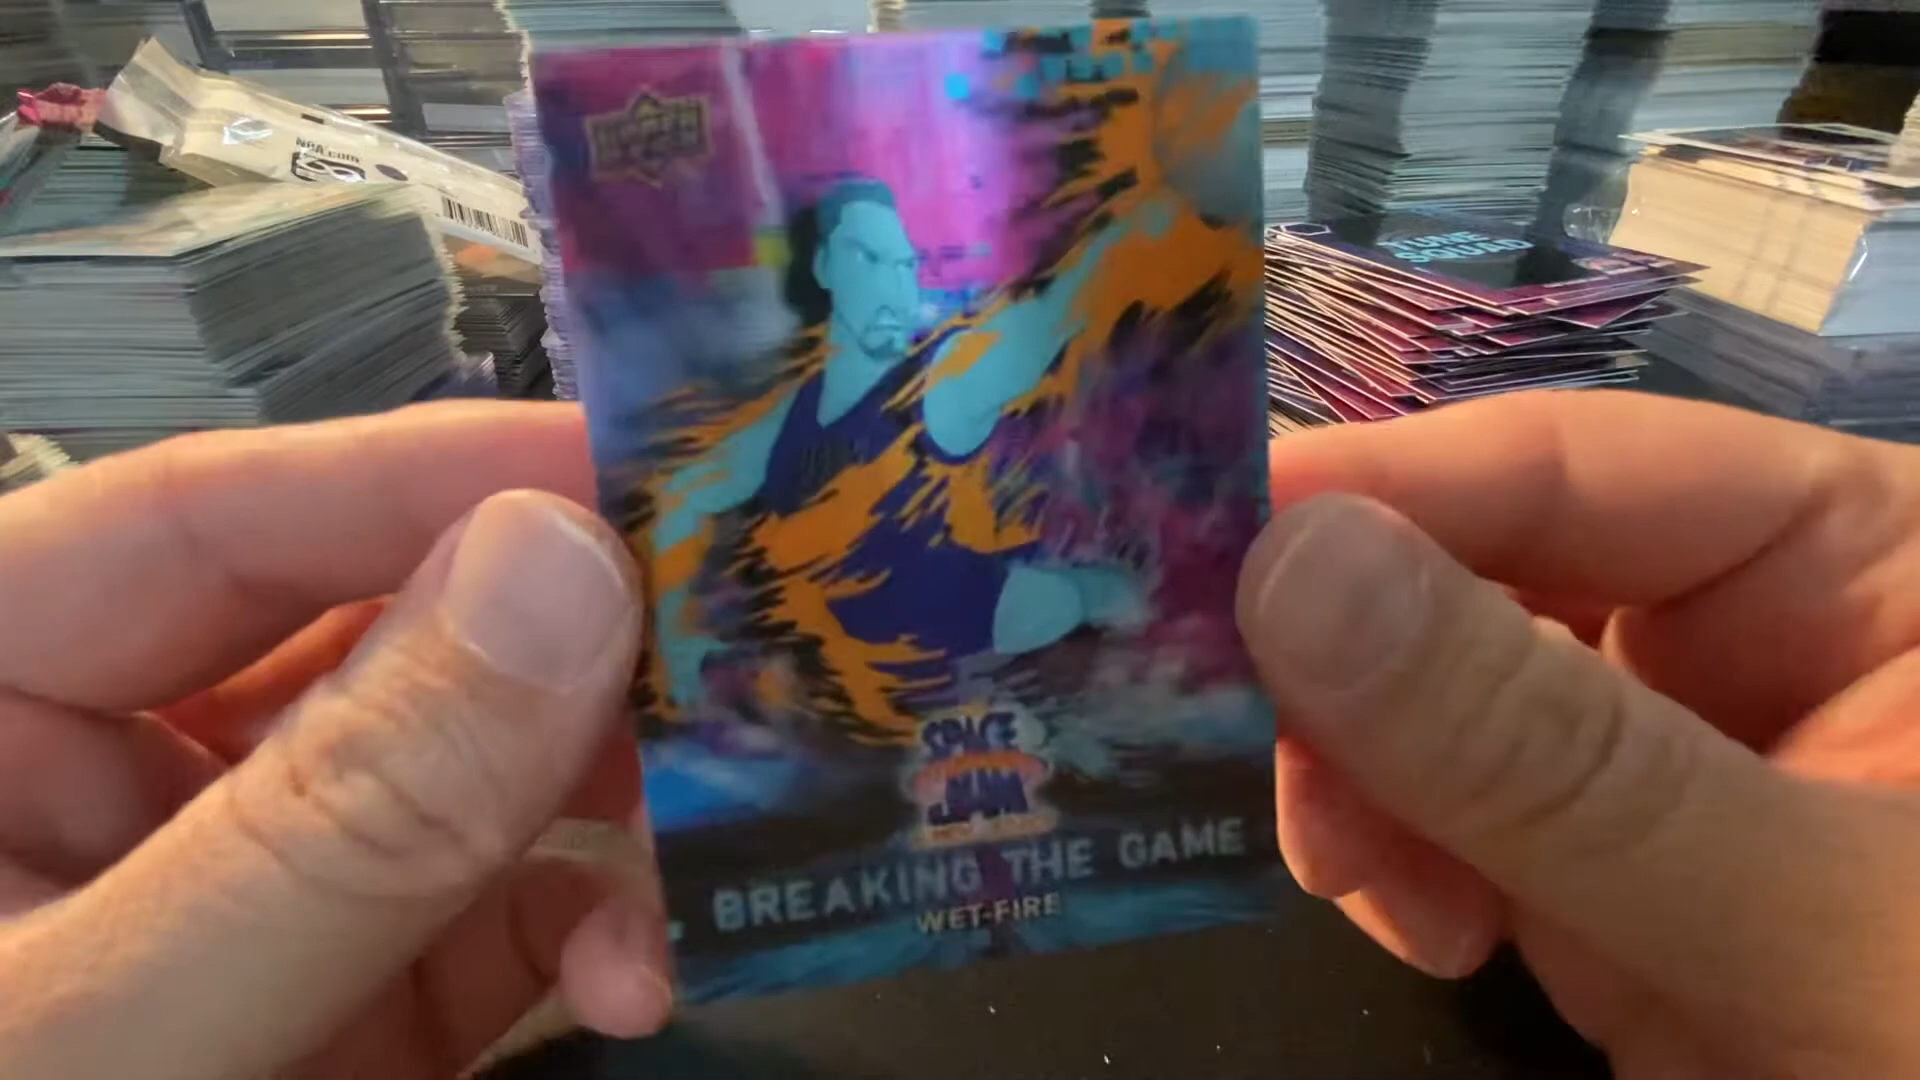 UPPER
DECK
NBA.com
TUNE
SQUAD
SPACE
JAM
BREAKING THE GAME
WET-FIRE